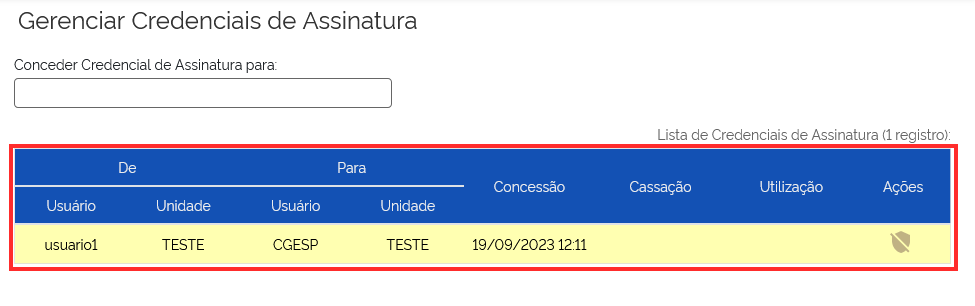 Gerenciar Credenciais de Assinatura
Conceder Credencial de Assinatura para:
Lista de Credenciais de Assinatura (1 registro):
De Para Concessão Cassação Utilização Ações
Usuário Unidade Usuário Unidade
usuario1 TESTE CGESP TESTE 19/09/2023 12:11